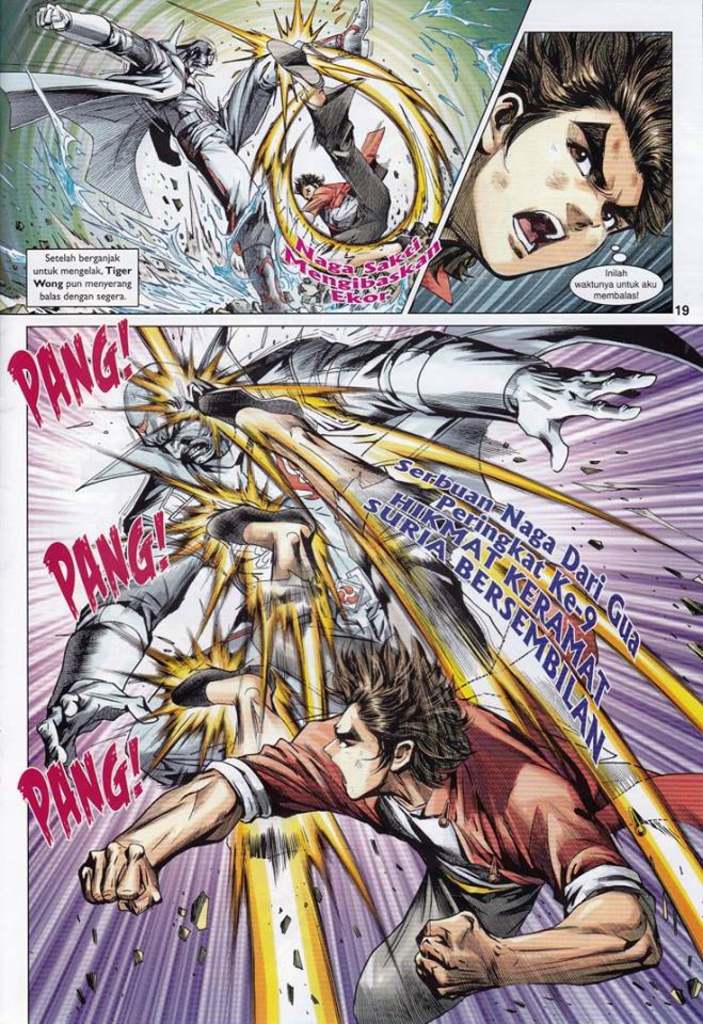 Setelah berganjak
untuk mengelak, Tiger
Wong pun menyerang
balas dengan segera.
Naga Sakti
Mengibaskan
Ekor
Inilah
waktunya untuk aku
membalas!
19
PANG!
PANG!
PANG!
Serbuan Naga Dari Gua
Peringkat Ke-9
HIKMAT KERAMAT
SURIA BERSEMBILAN